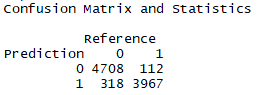 Confusion Matrix and Statistics
Reference
Prediction 0 1
0 4708 112
1 318 3967